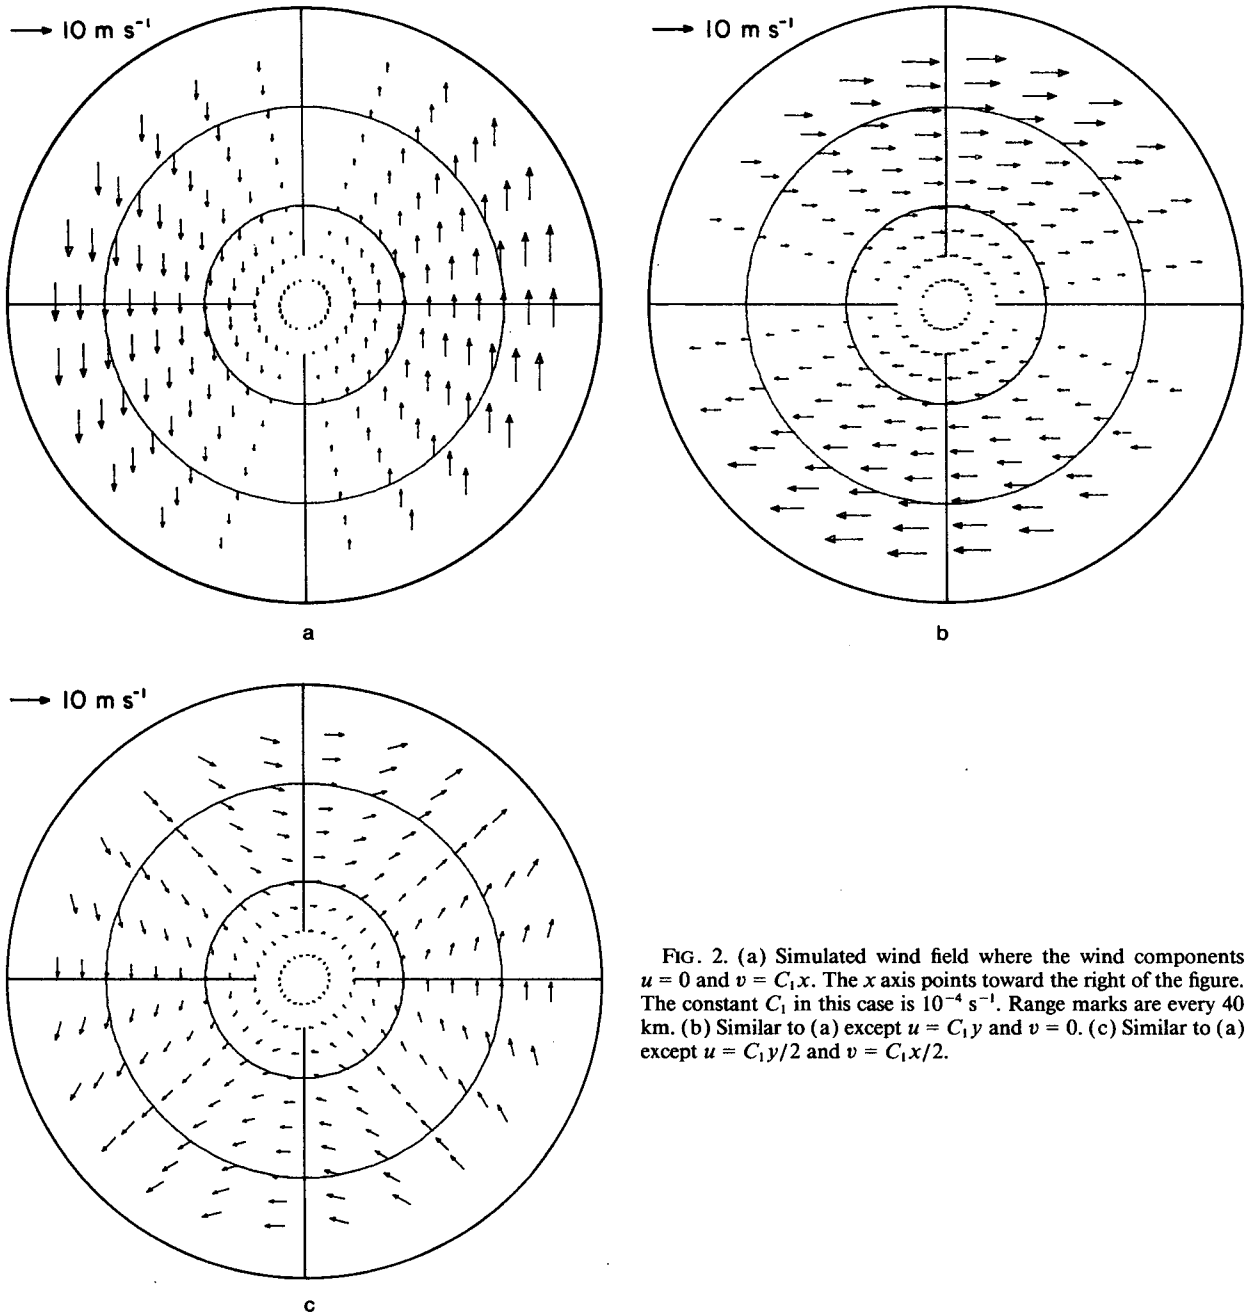 10 m s⁻¹
10 m s⁻¹
a
b
10 m s⁻¹
FIG. 2. (a) Simulated wind field where the wind components
u = 0 and v = C₁x. The x axis points toward the right of the figure.
The constant C₁ in this case is 10⁻⁴ s⁻¹. Range marks are every 40
km. (b) Similar to (a) except u = C₁y and v = 0. (c) Similar to (a)
except u = C₁y/2 and v = C₁x/2.
c